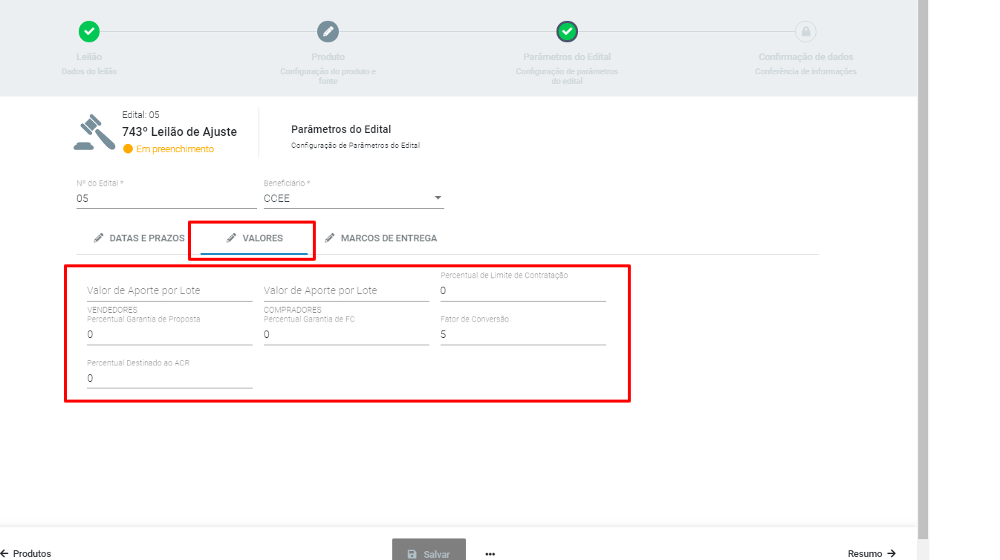 Leilão
Dados do leilão
Produto
Configuração do produto e
fonte
Parâmetros do Edital
Configuração de parâmetros
do edital
Confirmação de dados
Conferência de informações
Edital: 05
743º Leilão de Ajuste
Em preenchimento
Parâmetros do Edital
Configuração de Parâmetros do Edital
Nº do Edital *
05
Beneficiário *
CCEE
DATAS E PRAZOS
VALORES
MARCOS DE ENTREGA
Valor de Aporte por Lote
VENDEDORES
Valor de Aporte por Lote
COMPRADORES
Percentual de Limite de Contratação
0
Percentual Garantia de Proposta
0
Percentual Garantia de FC
0
Fator de Conversão
5
Percentual Destinado ao ACR
0
Produtos
Salvar
Resumo